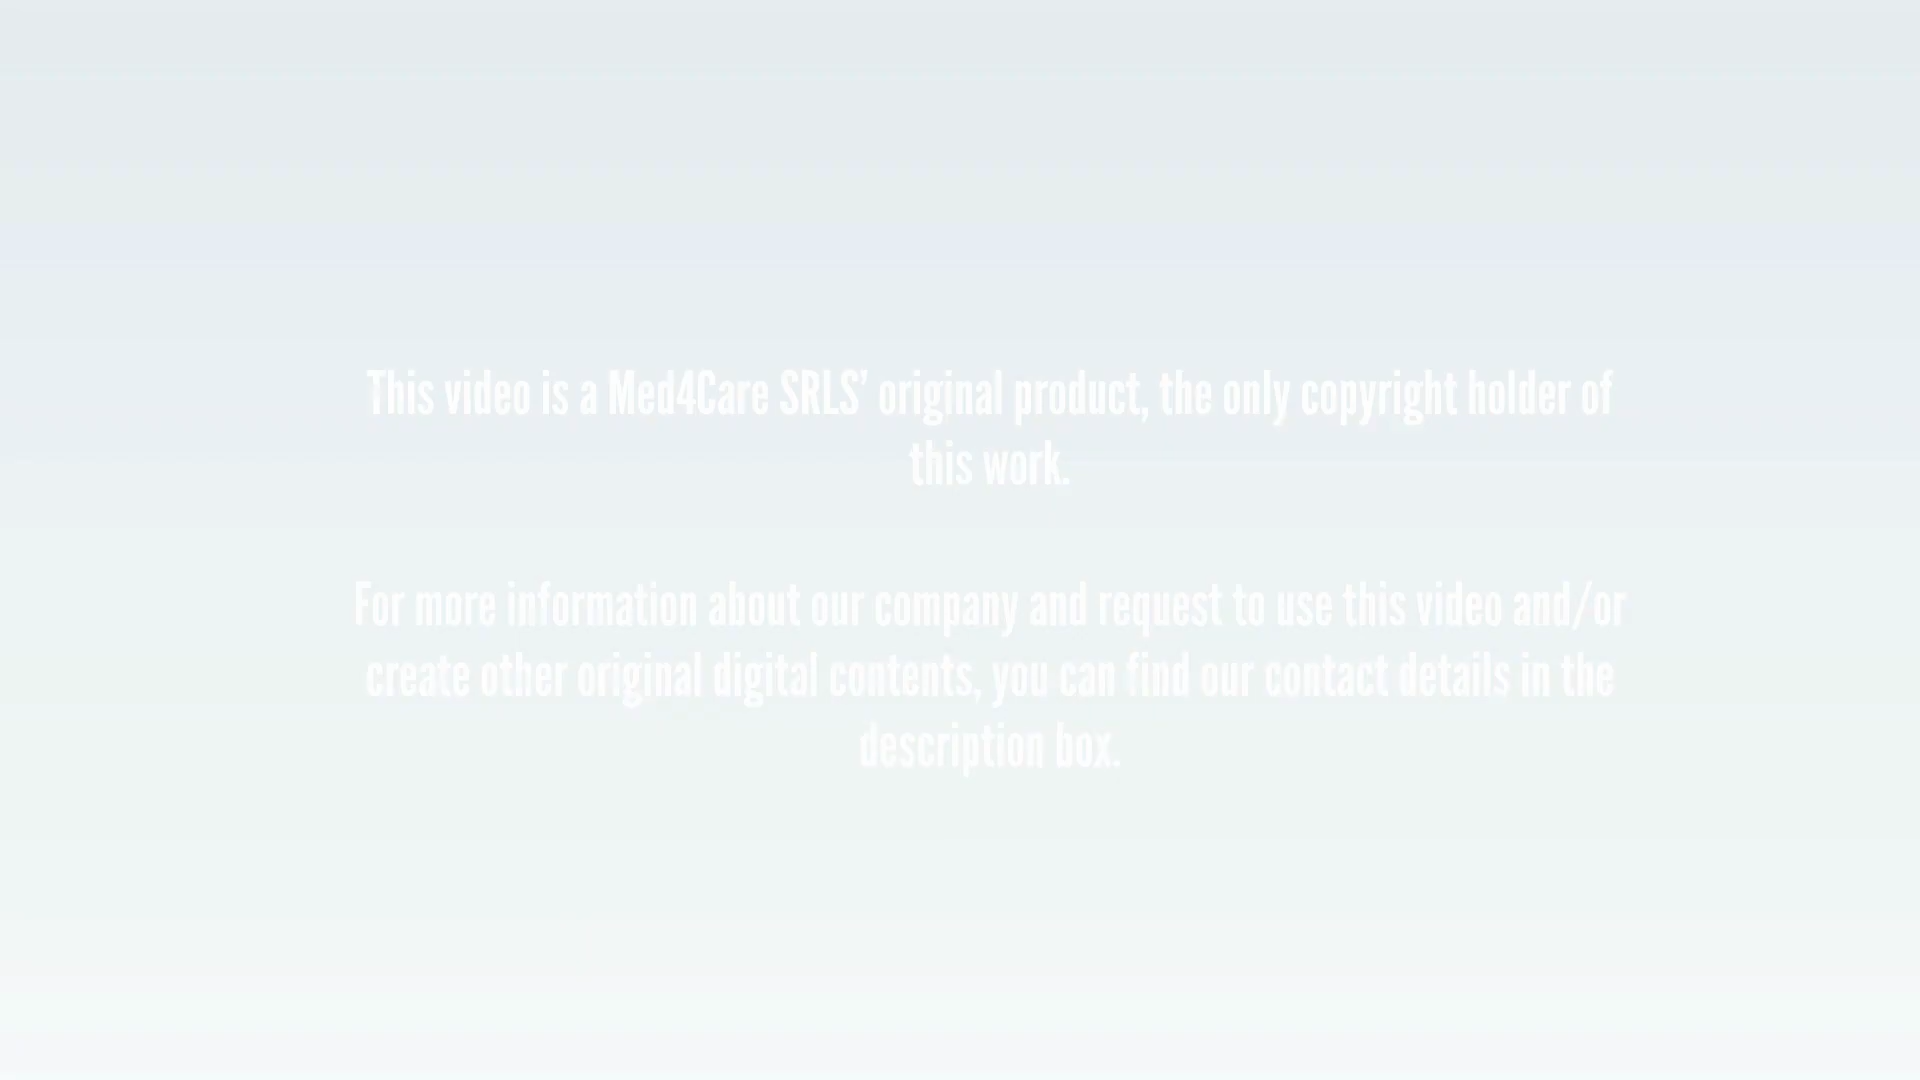 This video is a Med4Care SRLS’ original product, the only copyright holder of
this work.
For more information about our company and request to use this video and/or
create other original digital contents, you can find our contact details in the
description box.